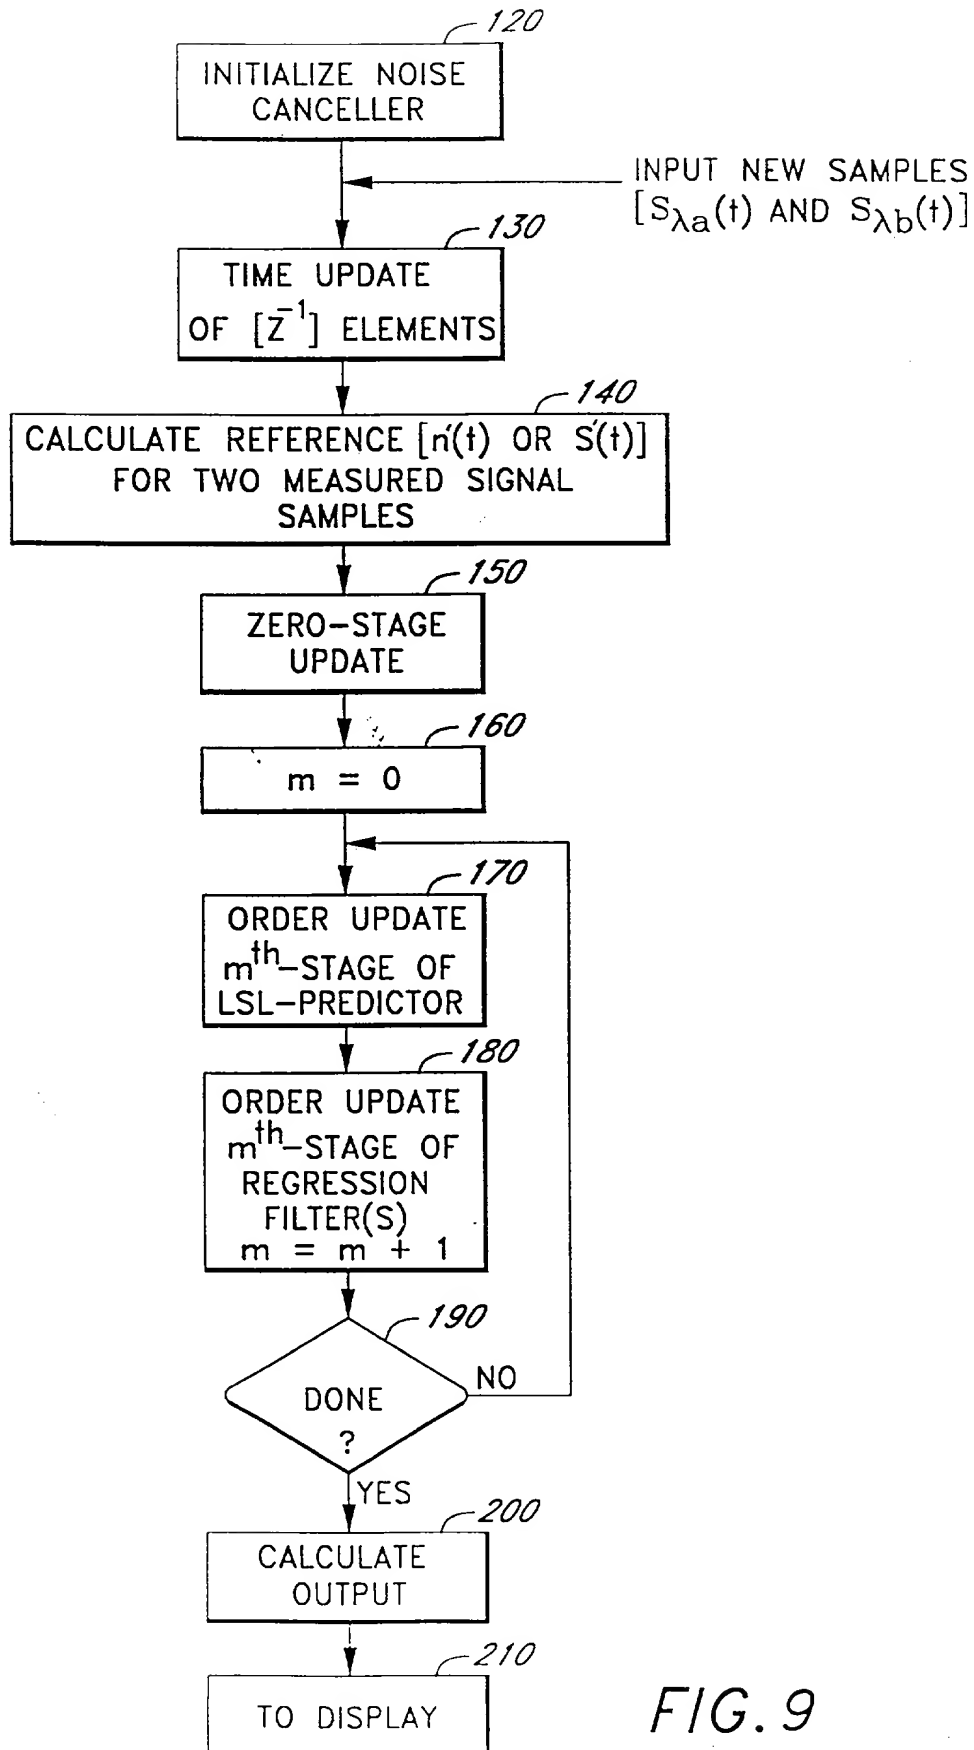 120
INITIALIZE NOISE
CANCELLER
INPUT NEW SAMPLES
[Sλa(t) AND Sλb(t)]
130
TIME UPDATE
OF [Z⁻¹] ELEMENTS
140
CALCULATE REFERENCE [n'(t) OR S'(t)]
FOR TWO MEASURED SIGNAL
SAMPLES
150
ZERO-STAGE
UPDATE
160
m = 0
170
ORDER UPDATE
mth-STAGE OF
LSL-PREDICTOR
180
ORDER UPDATE
mth-STAGE OF
REGRESSION
FILTER(S)
m = m + 1
190
DONE
?
NO
YES
200
CALCULATE
OUTPUT
210
TO DISPLAY
FIG. 9